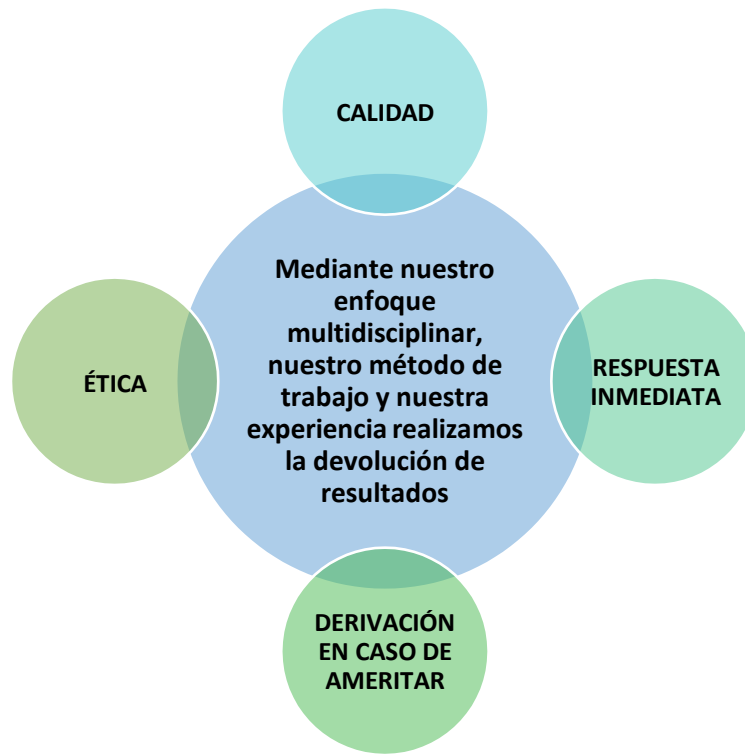 CALIDAD
Mediante nuestro
enfoque
multidisciplinar,
nuestro método de
trabajo y nuestra
experiencia realizamos
la devolución de
resultados
ÉTICA
RESPUESTA
INMEDIATA
DERIVACIÓN
EN CASO DE
AMERITAR